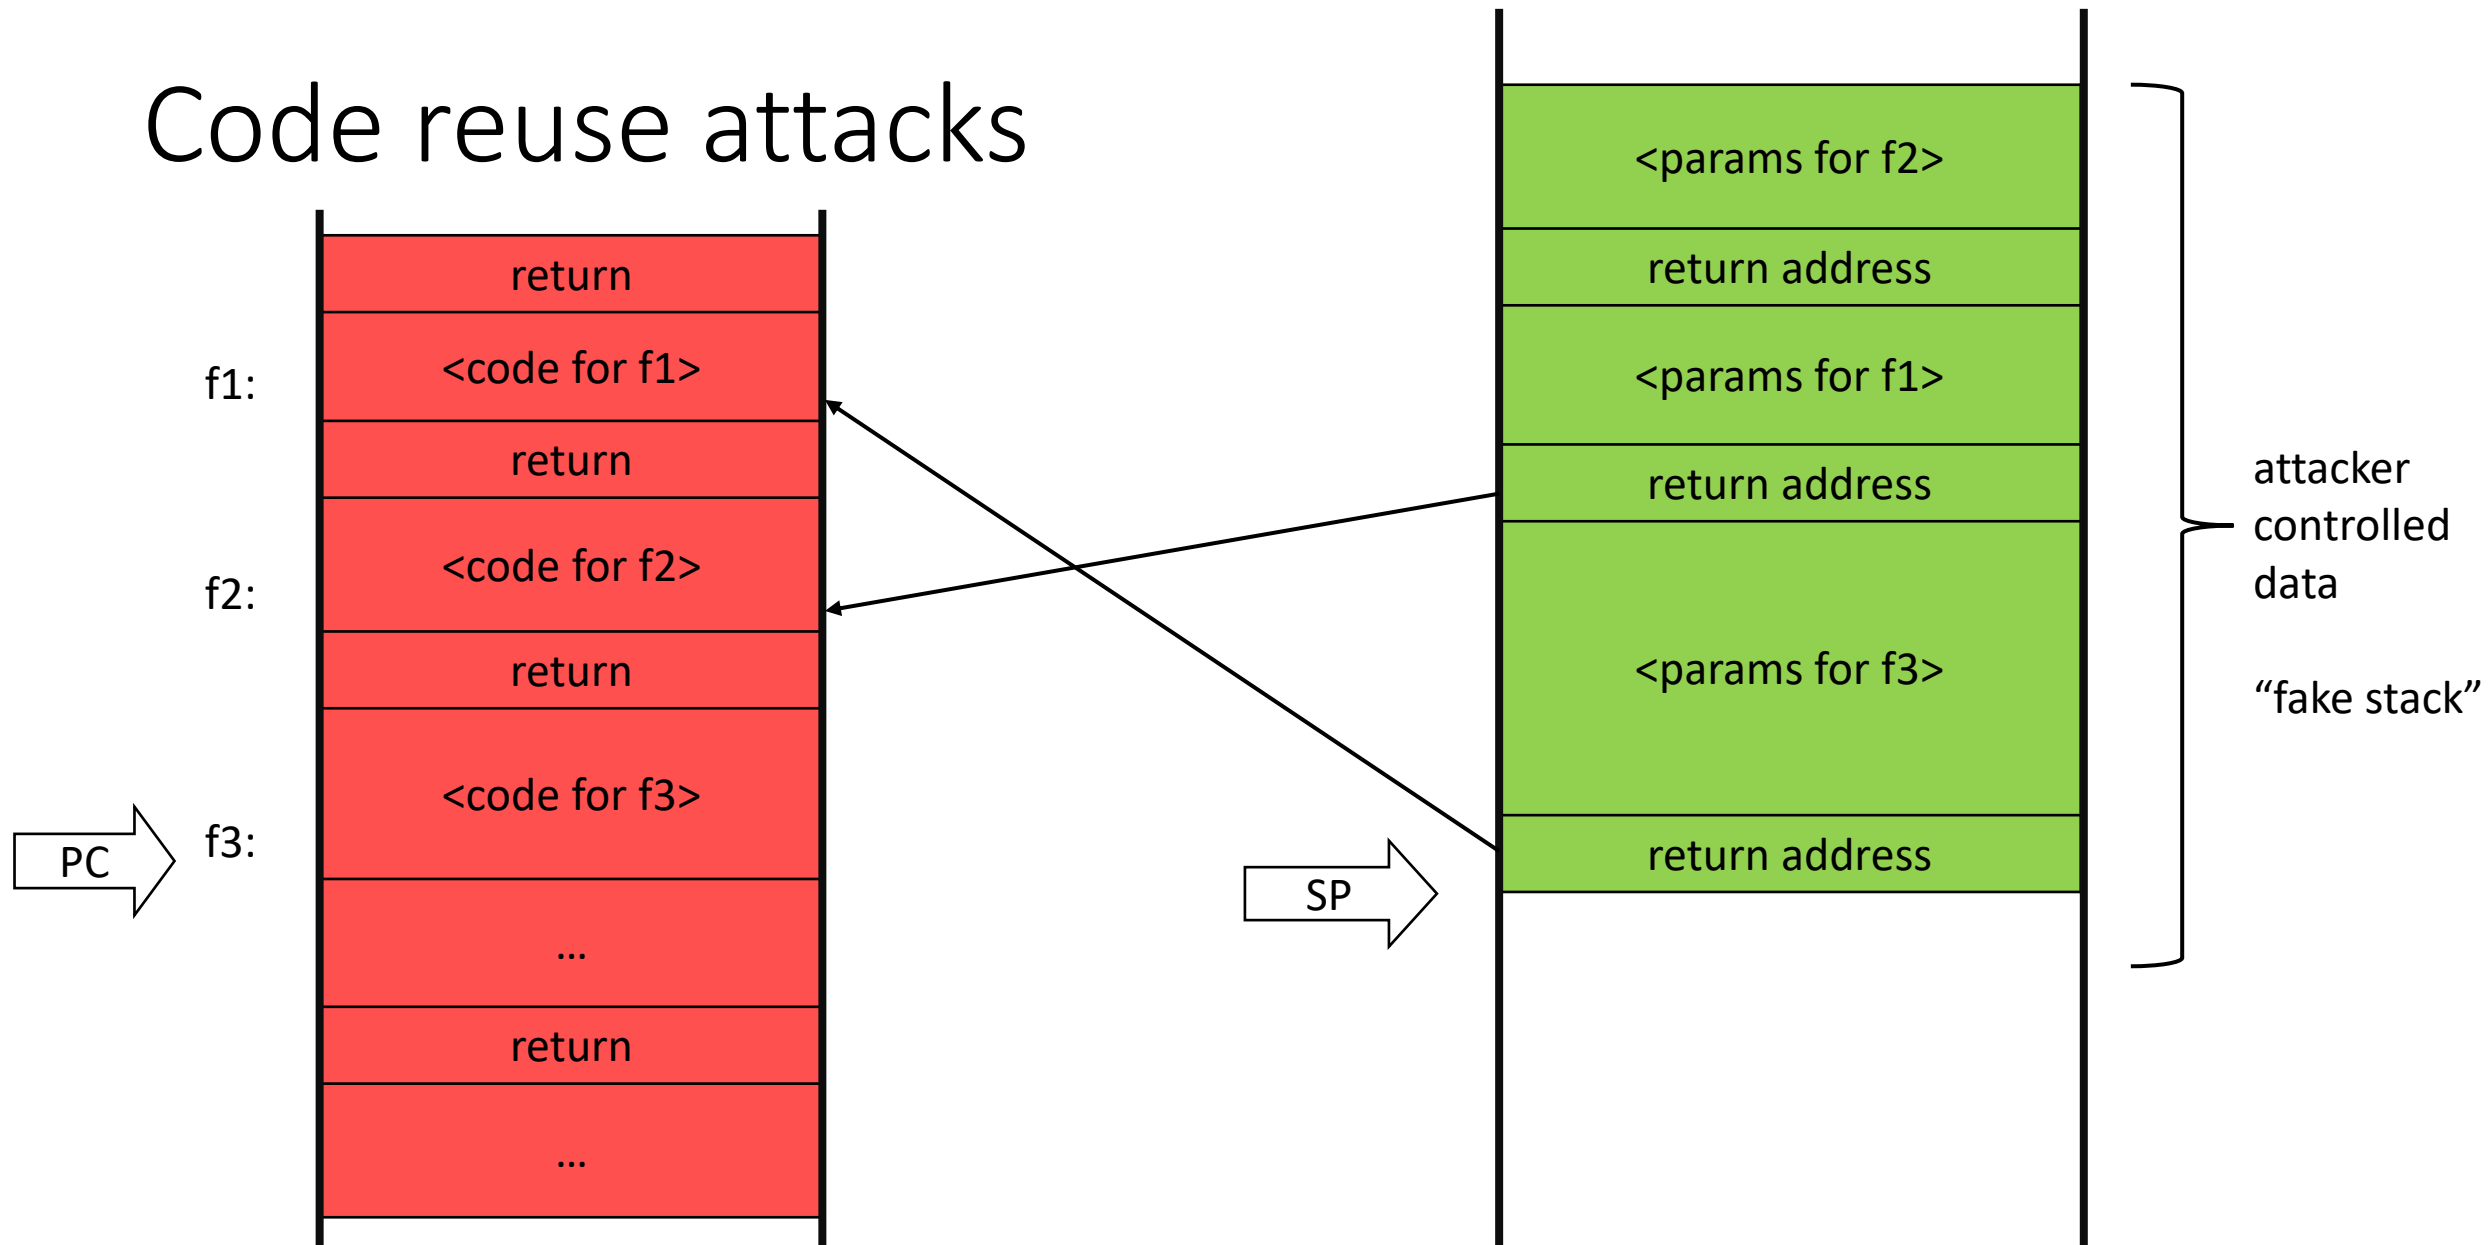 Code reuse attacks
return
f1:
<code for f1>
return
f2:
<code for f2>
return
PC
f3:
<code for f3>
...
return
...
SP
<params for f2>
return address
<params for f1>
return address
<params for f3>
return address
attacker
controlled
data
“fake stack”